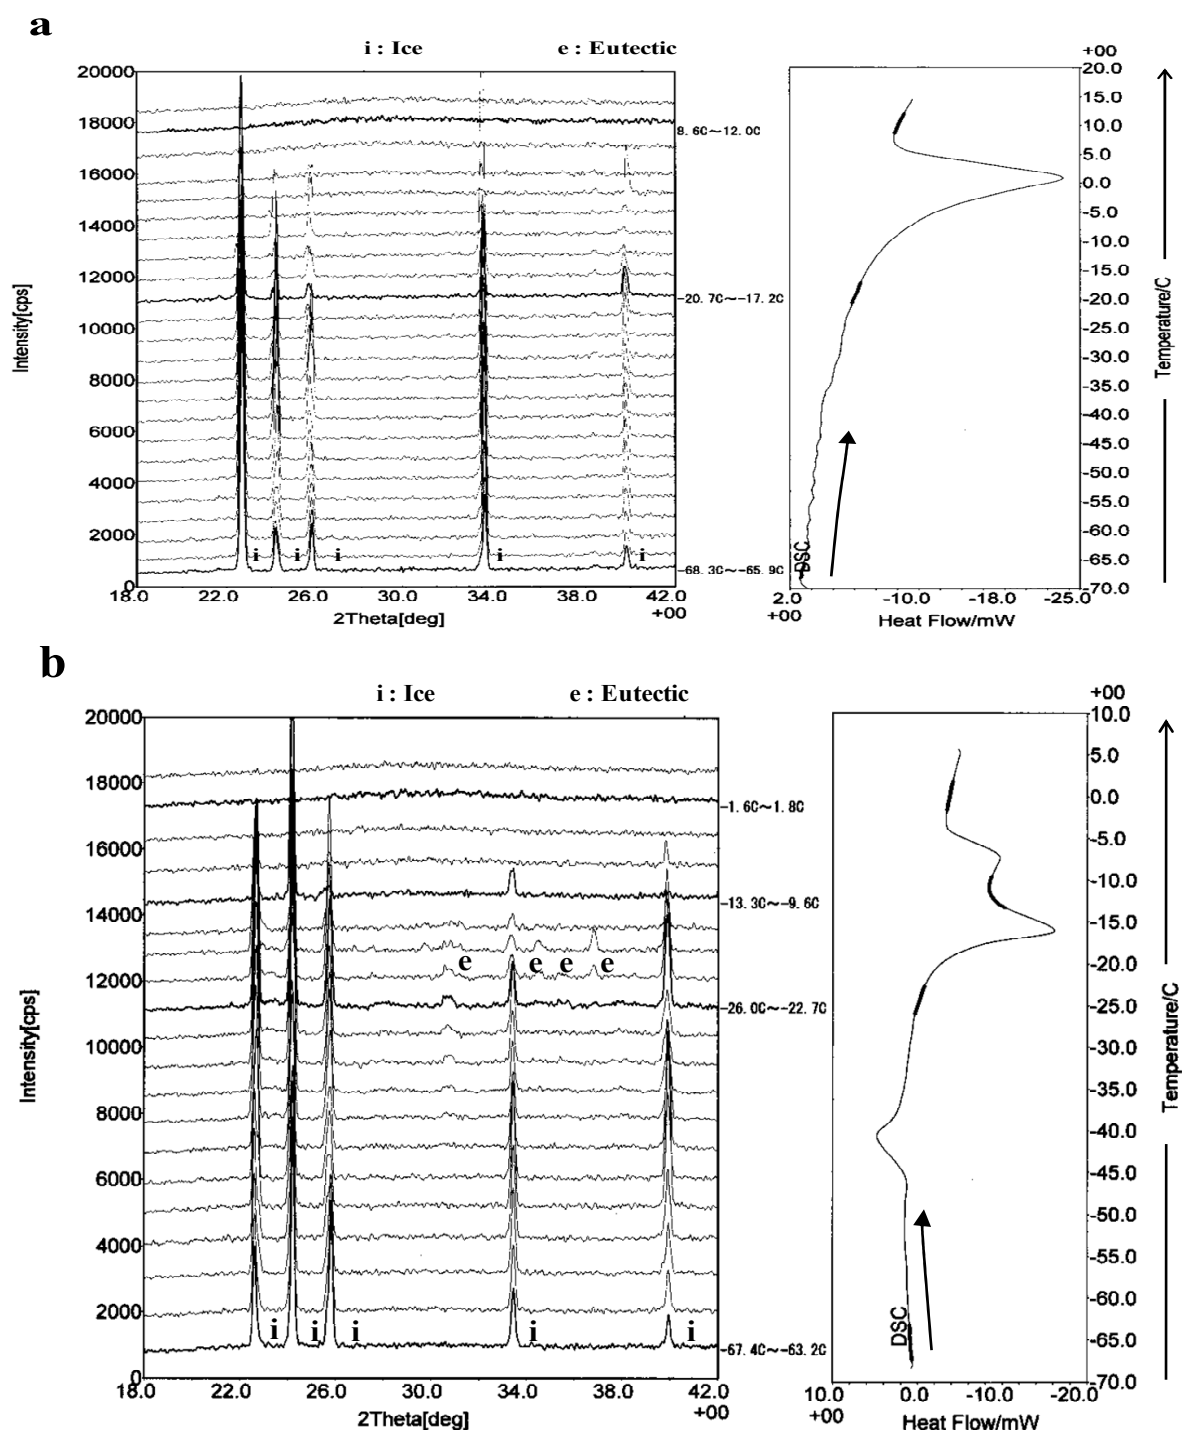 a
i : Ice
e : Eutectic
20000
18000
16000
14000
12000
10000
8000
6000
4000
2000
0
Intensity[cps]
8. 6C~12. 0C
-20. 7C~-17. 2C
-68. 3C~-65. 9C
i
i
i
i
i
18.0
22.0
26.0
30.0
34.0
38.0
42.0
+00
2Theta[deg]
+00
20.0
15.0
10.0
5.0
0.0
-5.0
-10.0
-15.0
-20.0
-25.0
-30.0
-35.0
-40.0
-45.0
-50.0
-55.0
-60.0
-65.0
-70.0
Temperature/C
DSC
2.0
-10.0
-18.0
-25.0
+00
Heat Flow/mW
b
i : Ice
e : Eutectic
20000
18000
16000
14000
12000
10000
8000
6000
4000
2000
0
Intensity[cps]
-1. 6C~1. 8C
-13. 3C~-9. 6C
-26. 0C~-22. 7C
-67. 4C~-63. 2C
e
e
e
e
i
i
i
i
i
18.0
22.0
26.0
30.0
34.0
38.0
42.0
+00
2Theta[deg]
+00
10.0
5.0
0.0
-5.0
-10.0
-15.0
-20.0
-25.0
-30.0
-35.0
-40.0
-45.0
-50.0
-55.0
-60.0
-65.0
-70.0
Temperature/C
DSC
10.0
0.0
-10.0
-20.0
+00
Heat Flow/mW